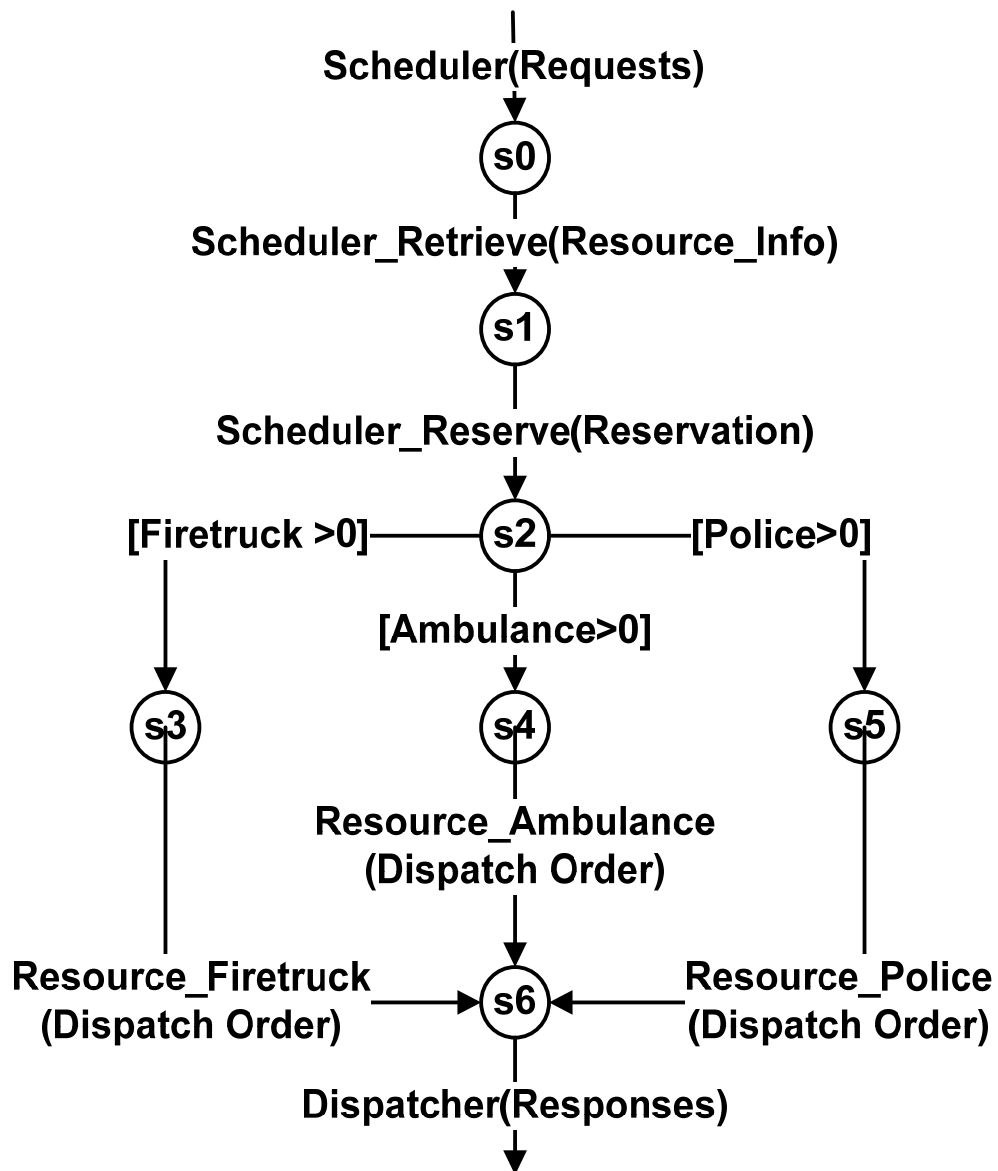 Scheduler(Requests)
s0
Scheduler_Retrieve(Resource_Info)
s1
Scheduler_Reserve(Reservation)
[Firetruck >0]
s2
[Police>0]
[Ambulance>0]
s3
s4
s5
Resource_Ambulance
(Dispatch Order)
Resource_Firetruck
(Dispatch Order)
s6
Resource_Police
(Dispatch Order)
Dispatcher(Responses)